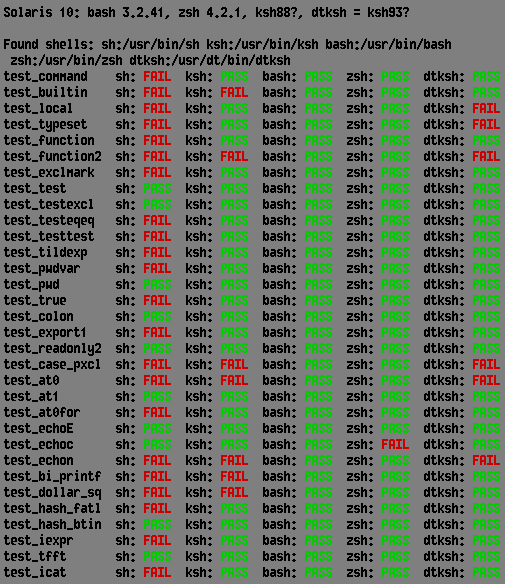 Solaris 10: bash 3.2.41, zsh 4.2.1, ksh88?, dtksh = ksh93?
Found shells: sh:/usr/bin/sh ksh:/usr/bin/ksh bash:/usr/bin/bash
zsh:/usr/bin/zsh dtksh:/usr/dt/bin/dtksh
test_command sh: FAIL ksh: PASS bash: PASS zsh: PASS dtksh: PASS
test_builtin sh: FAIL ksh: FAIL bash: PASS zsh: PASS dtksh: PASS
test_local sh: FAIL ksh: PASS bash: PASS zsh: PASS dtksh: FAIL
test_typeset sh: FAIL ksh: PASS bash: PASS zsh: PASS dtksh: FAIL
test_function sh: FAIL ksh: PASS bash: PASS zsh: PASS dtksh: PASS
test_function2 sh: FAIL ksh: FAIL bash: PASS zsh: PASS dtksh: FAIL
test_exclmark sh: FAIL ksh: PASS bash: PASS zsh: PASS dtksh: PASS
test_test sh: PASS ksh: PASS bash: PASS zsh: PASS dtksh: PASS
test_testexcl sh: PASS ksh: PASS bash: PASS zsh: PASS dtksh: PASS
test_testeqeq sh: FAIL ksh: PASS bash: PASS zsh: PASS dtksh: PASS
test_testtest sh: FAIL ksh: PASS bash: PASS zsh: PASS dtksh: PASS
test_tildexp sh: FAIL ksh: PASS bash: PASS zsh: PASS dtksh: PASS
test_pwdvar sh: FAIL ksh: PASS bash: PASS zsh: PASS dtksh: PASS
test_pwd sh: PASS ksh: PASS bash: PASS zsh: PASS dtksh: PASS
test_true sh: FAIL ksh: PASS bash: PASS zsh: PASS dtksh: PASS
test_colon sh: PASS ksh: PASS bash: PASS zsh: PASS dtksh: PASS
test_export1 sh: FAIL ksh: PASS bash: PASS zsh: PASS dtksh: PASS
test_readonly2 sh: PASS ksh: PASS bash: PASS zsh: PASS dtksh: PASS
test_case_pxcl sh: FAIL ksh: FAIL bash: PASS zsh: PASS dtksh: FAIL
test_at0 sh: FAIL ksh: FAIL bash: PASS zsh: PASS dtksh: FAIL
test_at1 sh: PASS ksh: PASS bash: PASS zsh: PASS dtksh: PASS
test_at0for sh: FAIL ksh: PASS bash: PASS zsh: PASS dtksh: PASS
test_echoE sh: PASS ksh: PASS bash: PASS zsh: PASS dtksh: PASS
test_echoc sh: PASS ksh: PASS bash: PASS zsh: FAIL dtksh: PASS
test_echon sh: FAIL ksh: FAIL bash: PASS zsh: PASS dtksh: FAIL
test_bi_printf sh: FAIL ksh: FAIL bash: PASS zsh: PASS dtksh: PASS
test_dollar_sq sh: FAIL ksh: FAIL bash: PASS zsh: PASS dtksh: PASS
test_hash_fatl sh: FAIL ksh: PASS bash: PASS zsh: PASS dtksh: PASS
test_hash_btin sh: PASS ksh: PASS bash: PASS zsh: PASS dtksh: PASS
test_iexpr sh: FAIL ksh: PASS bash: PASS zsh: PASS dtksh: PASS
test_tfft sh: PASS ksh: PASS bash: PASS zsh: PASS dtksh: PASS
test_icat sh: FAIL ksh: PASS bash: PASS zsh: PASS dtksh: PASS